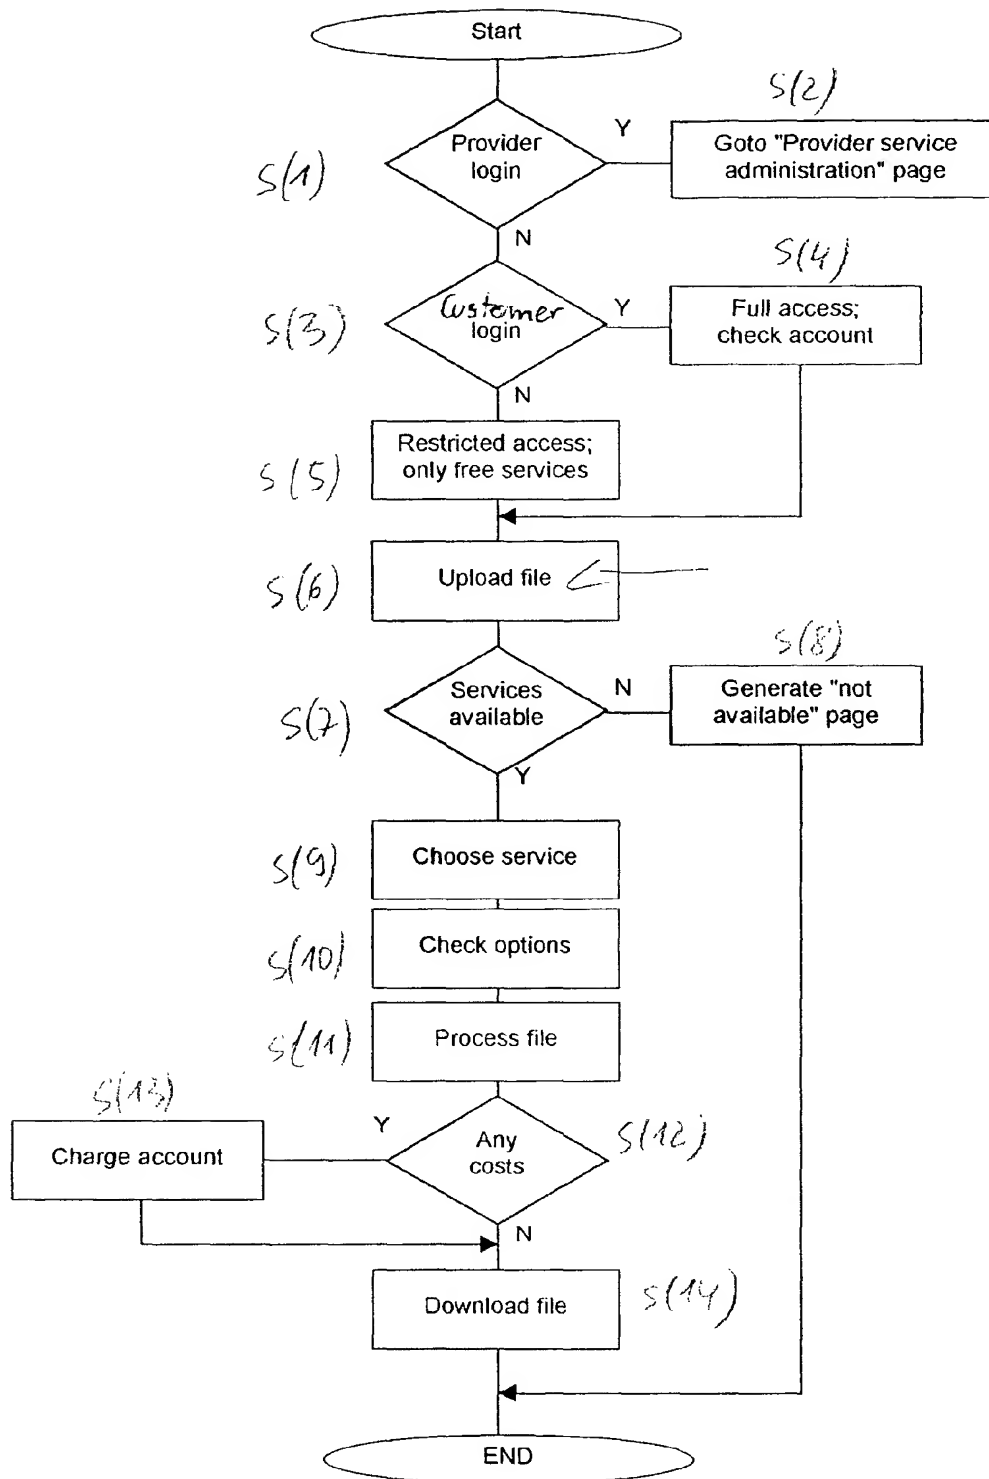 Start
S(2)
Provider
login
Y
Goto "Provider service
administration" page
S(1)
N
S(4)
Customer
login
Y
Full access;
check account
S(3)
N
Restricted access;
only free services
S(5)
Upload file
S(6)
S(8)
Services
available
N
Generate "not
available" page
S(7)
Y
Choose service
S(9)
Check options
S(10)
Process file
S(11)
S(13)
Y
Any
costs
S(12)
Charge account
N
Download file
S(14)
END